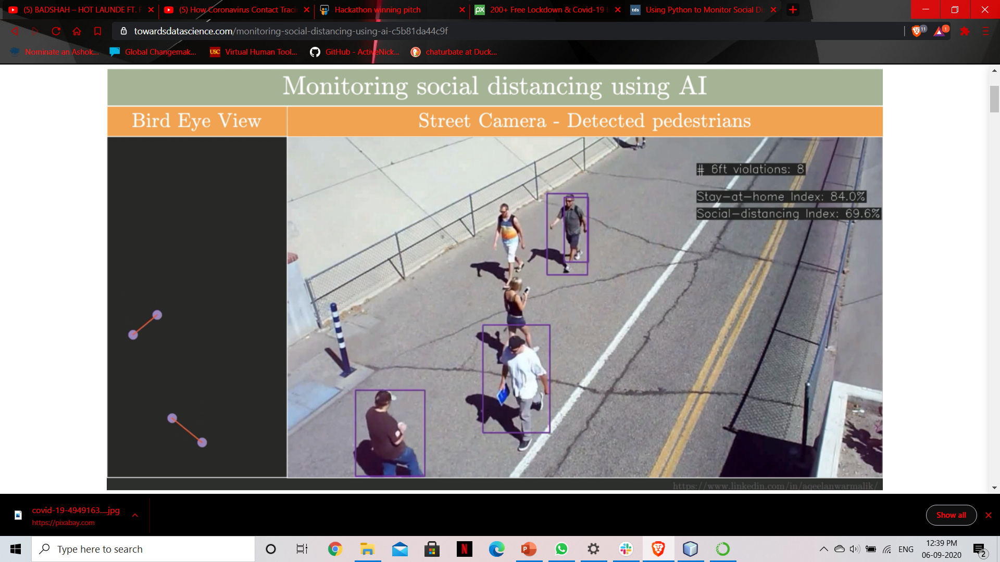 (5) BADSHAH – HOT LAUNDE FT. F
(5) How Coronavirus Contact Traci
Hackathon winning pitch
200+ Free Lockdown & Covid-19 I
Using Python to Monitor Social Di
towardsdatascience.com/monitoring-social-distancing-using-ai-c5b81da44c9f
11
1
Nominate an Ashok...
Global Changemak...
USC
Virtual Human Tool...
GitHub - ActiveNick...
chaturbate at Duck...
Monitoring social distancing using AI
Bird Eye View
Street Camera - Detected pedestrians
# 6ft violations: 8
Stay-at-home Index: 84.0%
Social-distancing Index: 69.6%
https://www.linkedin.com/in/aqeelanwarmalik/
covid-19-4949163....jpg
https://pixabay.com
Show all
Type here to search
ENG
12:39 PM
06-09-2020
2